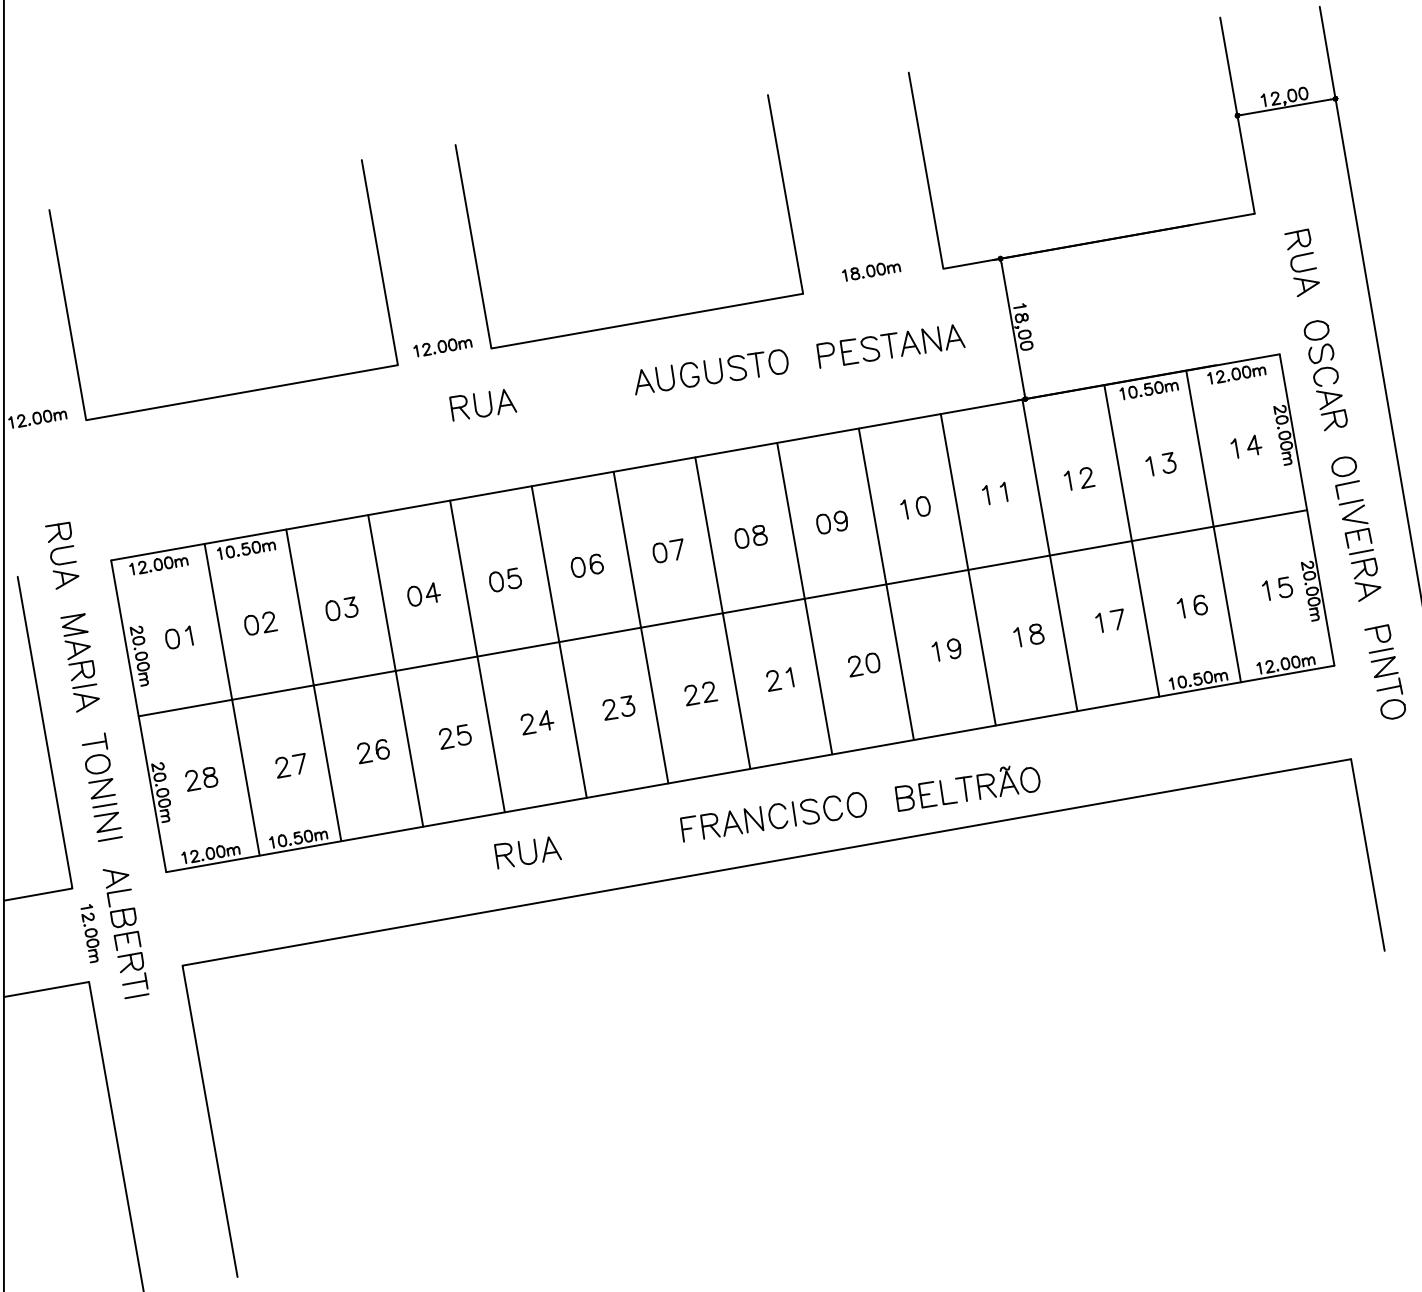 12,00
18.00m
18,00
12.00m
12.00m
RUA AUGUSTO PESTANA
RUA OSCAR OLIVEIRA PINTO
RUA MARIA TONINI ALBERTI
12.00m 10.50m 10.50m 12.00m
20.00m 01 02 03 04 05 06 07 08 09 10 11 12 13 14 20.00m
20.00m 28 27 26 25 24 23 22 21 20 19 18 17 16 15 20.00m
12.00m 10.50m 10.50m 12.00m
RUA FRANCISCO BELTRÃO
12.00m